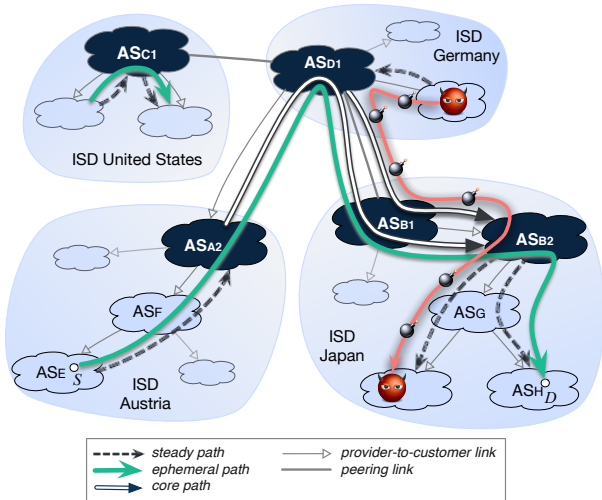 ASC1
ASD1
ISD
Germany
ISD United States
ASA2
ASB1
ASB2
ASF
ASG
ISD
Japan
ASE
S
ISD
Austria
ASH
D
steady path
provider-to-customer link
ephemeral path
peering link
core path